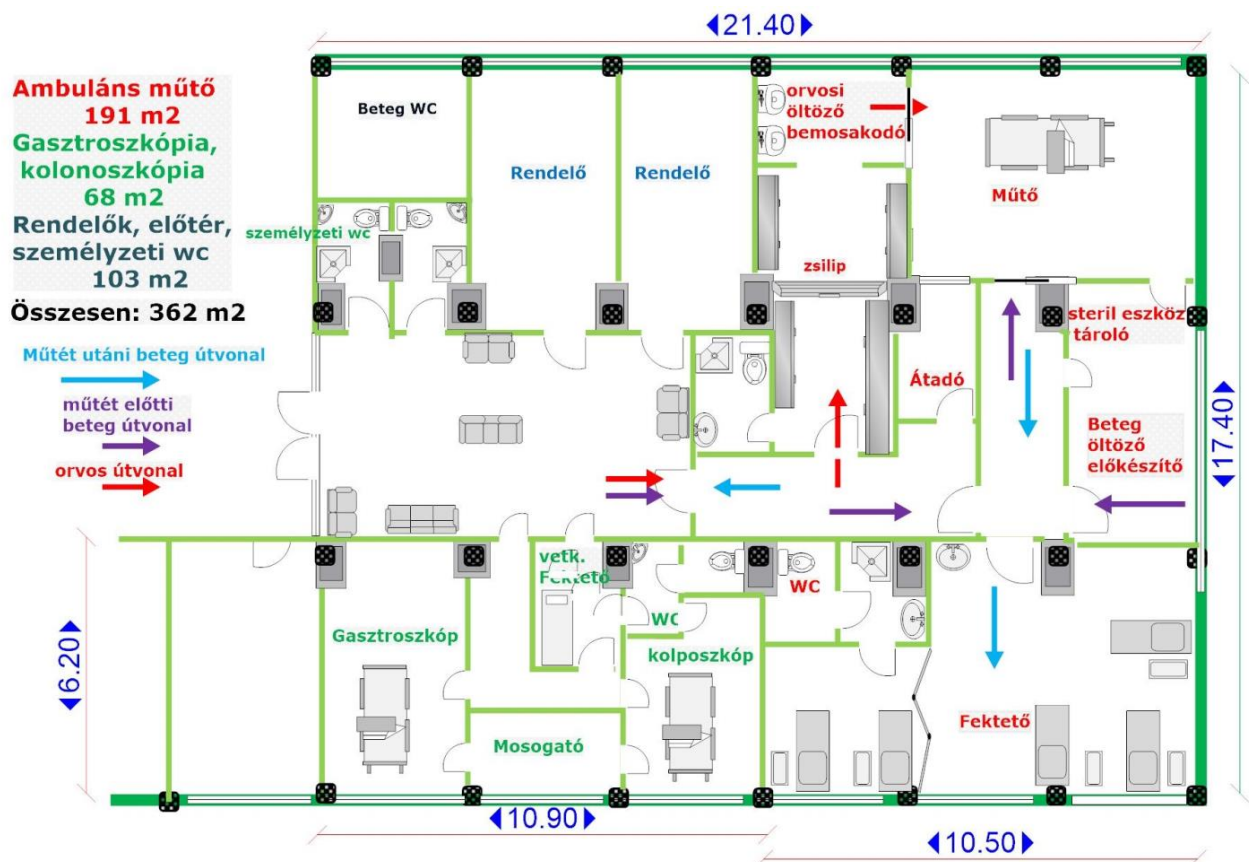 21.40
Ambuláns műtő
191 m2
Gasztroszkópia,
kolonoszkópia
68 m2
Rendelők, előtér,
személyzeti wc
103 m2
Összesen: 362 m2
Műtét utáni beteg útvonal
műtét előtti
beteg útvonal
orvos útvonal
Beteg WC
személyzeti wc
Rendelő
Rendelő
orvosi
öltöző
bemosakodó
Műtő
zsilip
steril eszköz
tároló
Átadó
Beteg
öltöző
előkészítő
17.40
vetk.
Fektető
WC
WC
Gasztroszkóp
kolposzkóp
Mosogató
Fektető
6.20
10.90
10.50